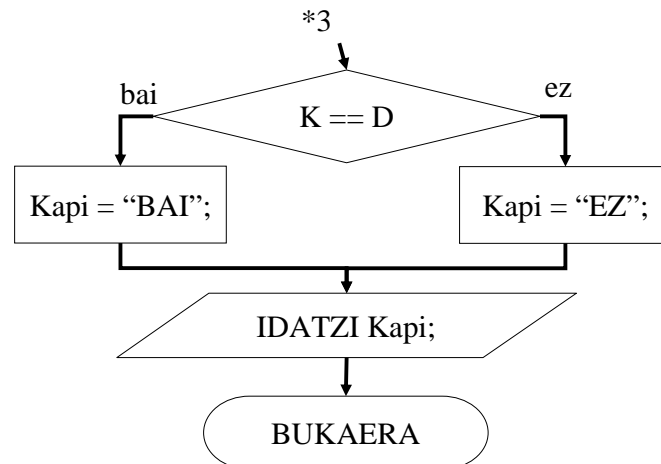 *3
bai
ez
K == D
Kapi = “BAI”;
Kapi = “EZ”;
IDATZI Kapi;
BUKAERA